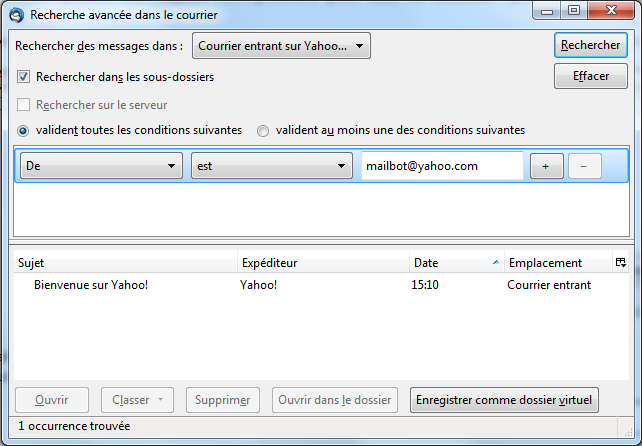 Recherche avancée dans le courrier
Rechercher des messages dans : Courrier entrant sur Yahoo... Rechercher
Rechercher dans les sous-dossiers Effacer
Rechercher sur le serveur
valident toutes les conditions suivantes valident au moins une des conditions suivantes
De est mailbot@yahoo.com + −
Sujet Expéditeur Date Emplacement
Bienvenue sur Yahoo! Yahoo! 15:10 Courrier entrant
Ouvrir Classer Supprimer Ouvrir dans le dossier Enregistrer comme dossier virtuel
1 occurrence trouvée